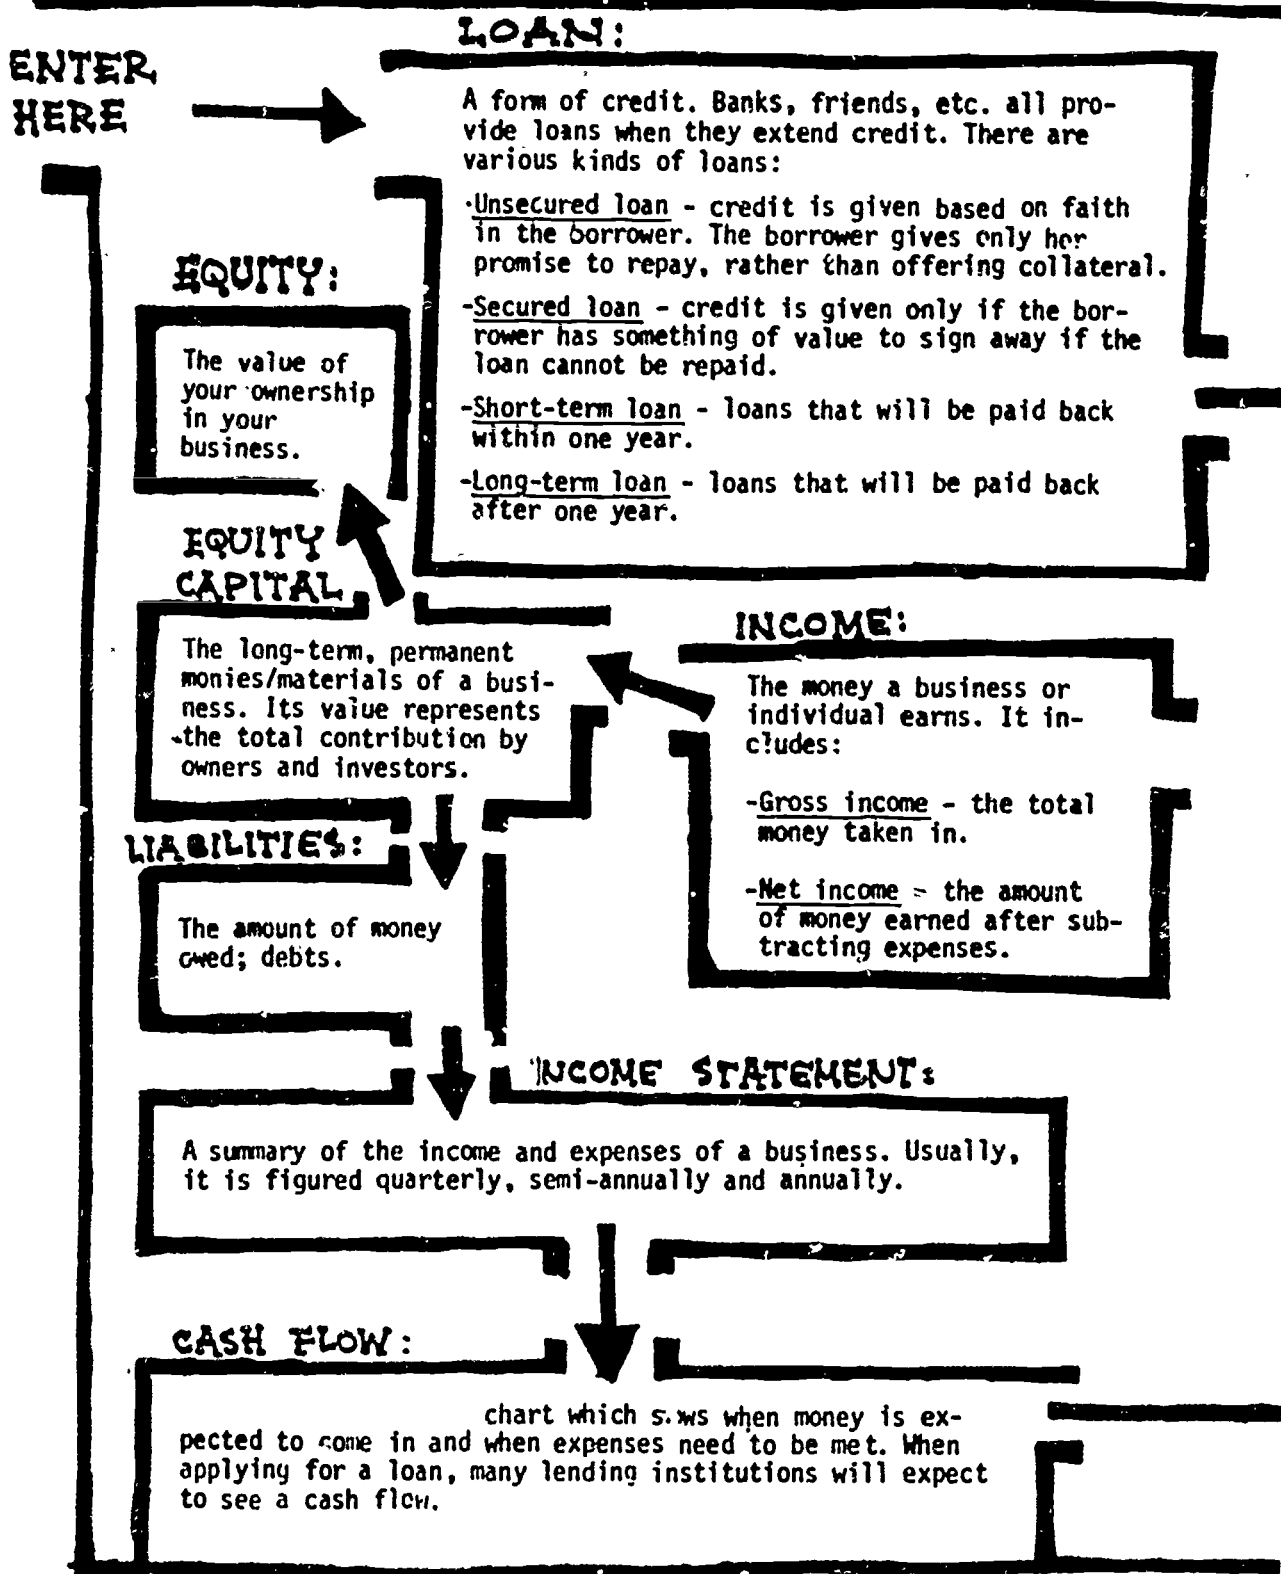 ENTER
HERE
LOAN:
A form of credit. Banks, friends, etc. all pro-
vide loans when they extend credit. There are
various kinds of loans:
-Unsecured loan - credit is given based on faith
in the borrower. The borrower gives only her
promise to repay, rather than offering collateral.
-Secured loan - credit is given only if the bor-
rower has something of value to sign away if the
loan cannot be repaid.
-Short-term loan - loans that will be paid back
within one year.
-Long-term loan - loans that will be paid back
after one year.
EQUITY:
The value of
your ownership
in your
business.
EQUITY
CAPITAL
The long-term, permanent
monies/materials of a busi-
ness. Its value represents
the total contribution by
owners and investors.
INCOME:
The money a business or
individual earns. It in-
cludes:
-Gross income - the total
money taken in.
-Net income - the amount
of money earned after sub-
tracting expenses.
LIABILITIES:
The amount of money
owed; debts.
INCOME STATEMENT:
A summary of the income and expenses of a business. Usually,
it is figured quarterly, semi-annually and annually.
CASH FLOW:
chart which when money is ex-
pected to come in and when expenses need to be met. When
applying for a loan, many lending institutions will expect
to see a cash flow.